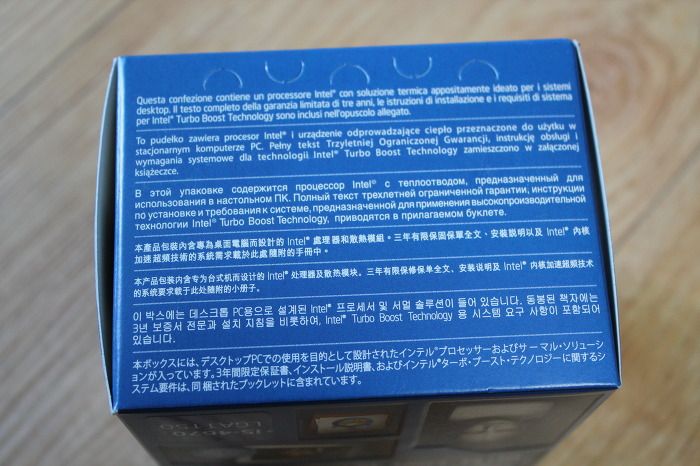 Questa confezione contiene un processore Intel® con soluzione termica appositamente ideato per i sistemi
desktop. Il testo completo della garanzia limitata di tre anni, le istruzioni di installazione e i requisiti di sistema
per Intel® Turbo Boost Technology sono inclusi nell'opuscolo allegato.
To pudełko zawiera procesor Intel® i urządzenie odprowadzające ciepło przeznaczone do użytku w
stacjonarnym komputerze PC. Pełny tekst Trzyletniej Ograniczonej Gwarancji, instrukcję obsługi i
wymagania systemowe dla technologii Intel® Turbo Boost Technology zamieszczono w załączonej
książeczce.
В этой упаковке содержится процессор Intel® с теплоотводом, предназначенный для
использования в настольном ПК. Полный текст трехлетней ограниченной гарантии, инструкции
по установке и требования к системе, предназначенной для применения высокопроизводительной
технологии Intel® Turbo Boost Technology, приводятся в прилагаемом буклете.
本產品包裝內含專為桌面電腦而設計的 Intel® 處理器和散熱模組。三年有限保固保單全文、安裝說明以及 Intel® 內核
加速超頻技術的系統需求載於此處隨附的手冊中。
本产品包装内含专为台式机而设计的 Intel® 处理器及散热模块。三年有限保修保单全文、安装说明及 Intel® 内核加速超频技术
的系统要求载于此处随附的小册子。
이 박스에는 데스크톱 PC용으로 설계된 Intel® 프로세서 및 서멀 솔루션이 들어 있습니다. 동봉된 책자에는
3년 보증서 전문과 설치 지침을 비롯하여, Intel® Turbo Boost Technology 용 시스템 요구 사항이 포함되어
있습니다.
本ボックスには、デスクトップPCでの使用を目的として設計されたインテル®プロセッサーおよびサーマル・ソリューショ
ンが入っています。3年間限定保証書、インストール説明書、およびインテル®ターボ・ブースト・テクノロジーに関するシ
ステム要件は、同梱されたブックレットに含まれています。
i5-4670
LGA1150